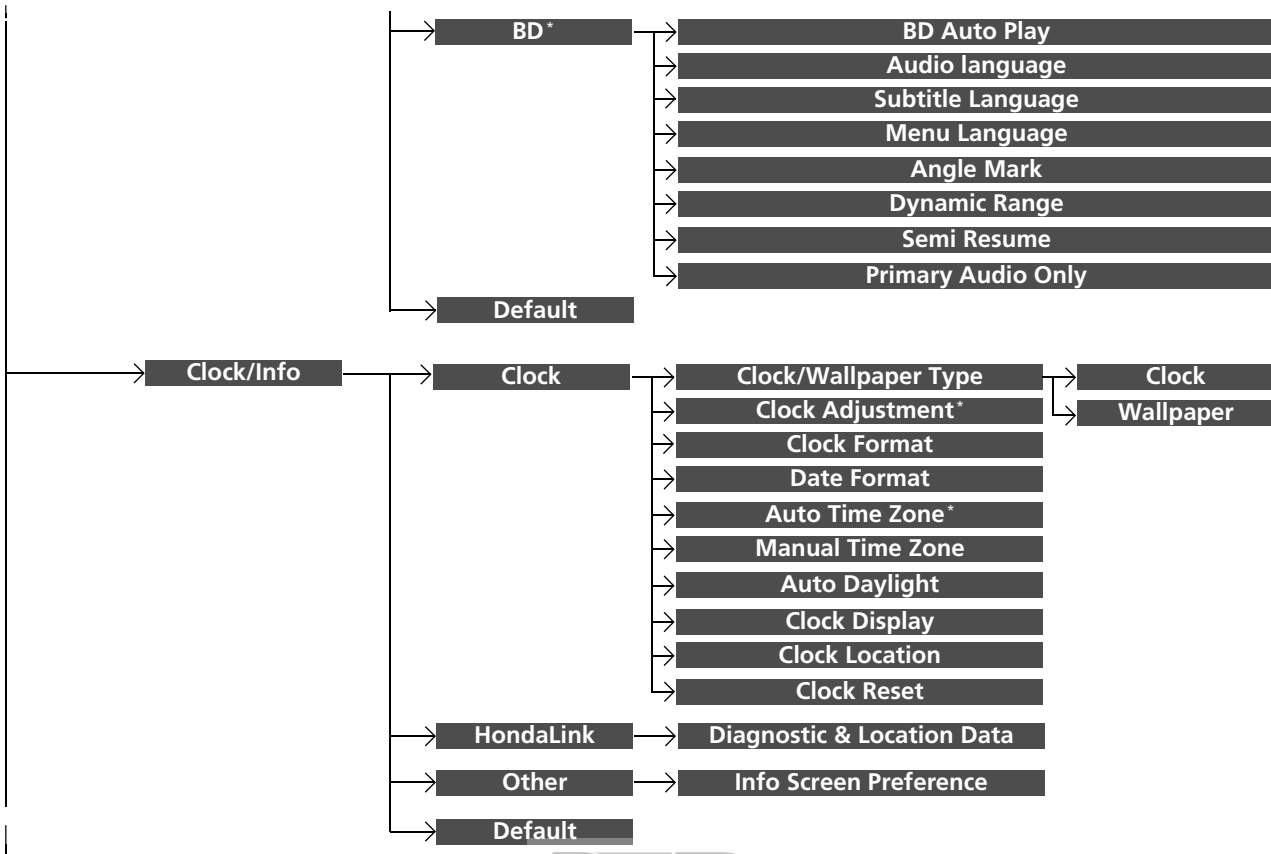 BD*
BD Auto Play
Audio language
Subtitle Language
Menu Language
Angle Mark
Dynamic Range
Semi Resume
Primary Audio Only
Default
Clock/Info
Clock
Clock/Wallpaper Type
Clock
Wallpaper
Clock Adjustment*
Clock Format
Date Format
Auto Time Zone*
Manual Time Zone
Auto Daylight
Clock Display
Clock Location
Clock Reset
HondaLink
Diagnostic & Location Data
Other
Info Screen Preference
Default